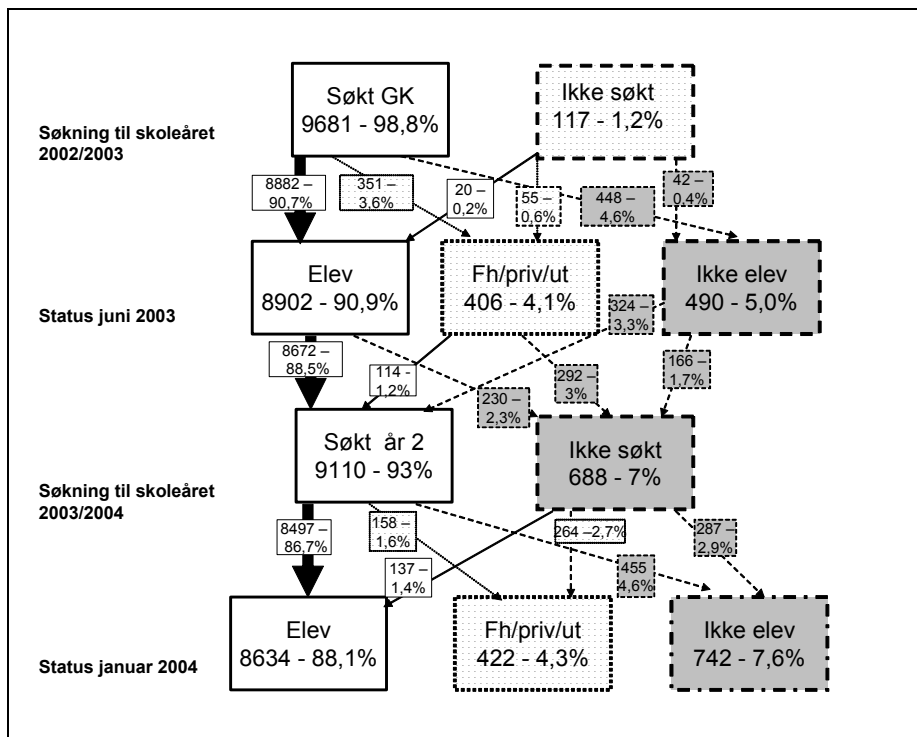 Søkt GK
9681 - 98,8%
Ikke søkt
117 - 1,2%
Søkning til skoleåret
2002/2003
8882 –
90,7%
351 –
3,6%
20 –
0,2%
55 –
0,6%
448 –
4,6%
42 –
0,4%
Elev
8902 - 90,9%
Fh/priv/ut
406 - 4,1%
Ikke elev
490 - 5,0%
Status juni 2003
324 –
3,3%
8672 –
88,5%
114 -
1,2%
230 –
2,3%
292 –
3%
166 –
1,7%
Søkt år 2
9110 - 93%
Ikke søkt
688 - 7%
Søkning til skoleåret
2003/2004
8497 –
86,7%
158 –
1,6%
264 –2,7%
287 –
2,9%
137 –
1,4%
455
4,6%
Elev
8634 - 88,1%
Fh/priv/ut
422 - 4,3%
Ikke elev
742 - 7,6%
Status januar 2004